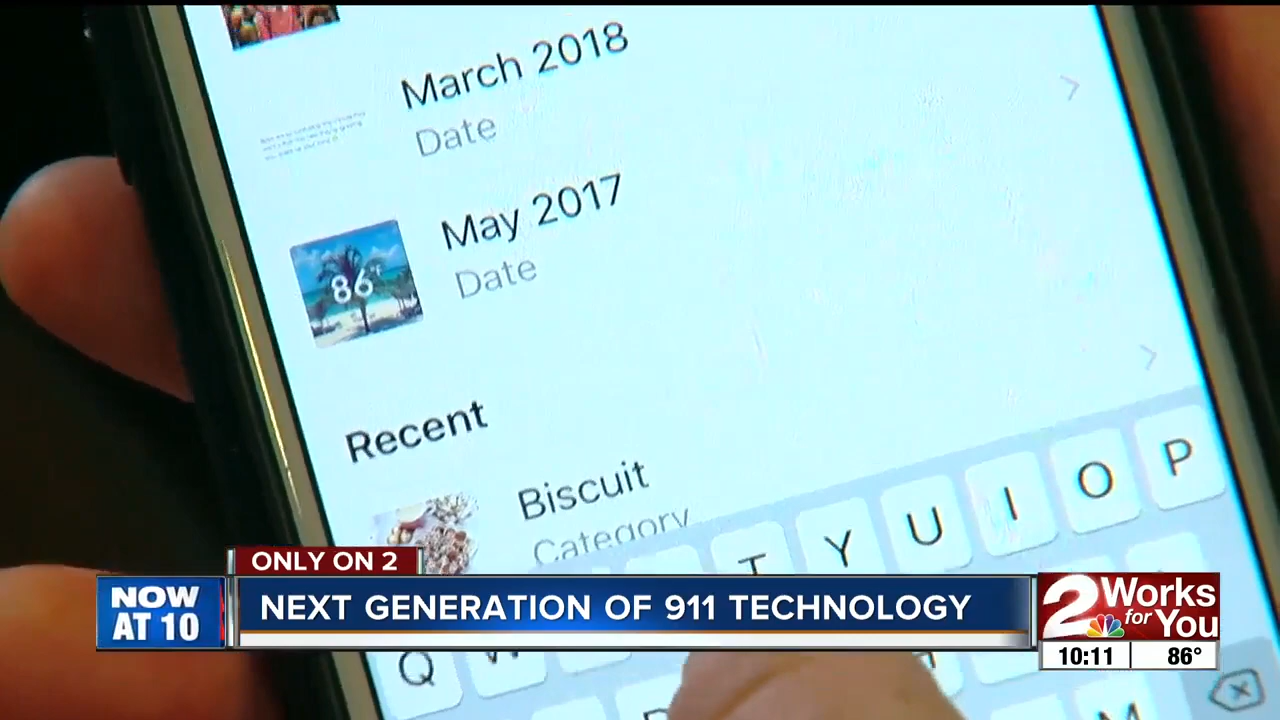 March 2018
Date
May 2017
Date
86°
Recent
Biscuit
Category
T Y U I O P
Q W
M
ONLY ON 2
NOW
AT 10
NEXT GENERATION OF 911 TECHNOLOGY
2 Works
for You
10:11 86°